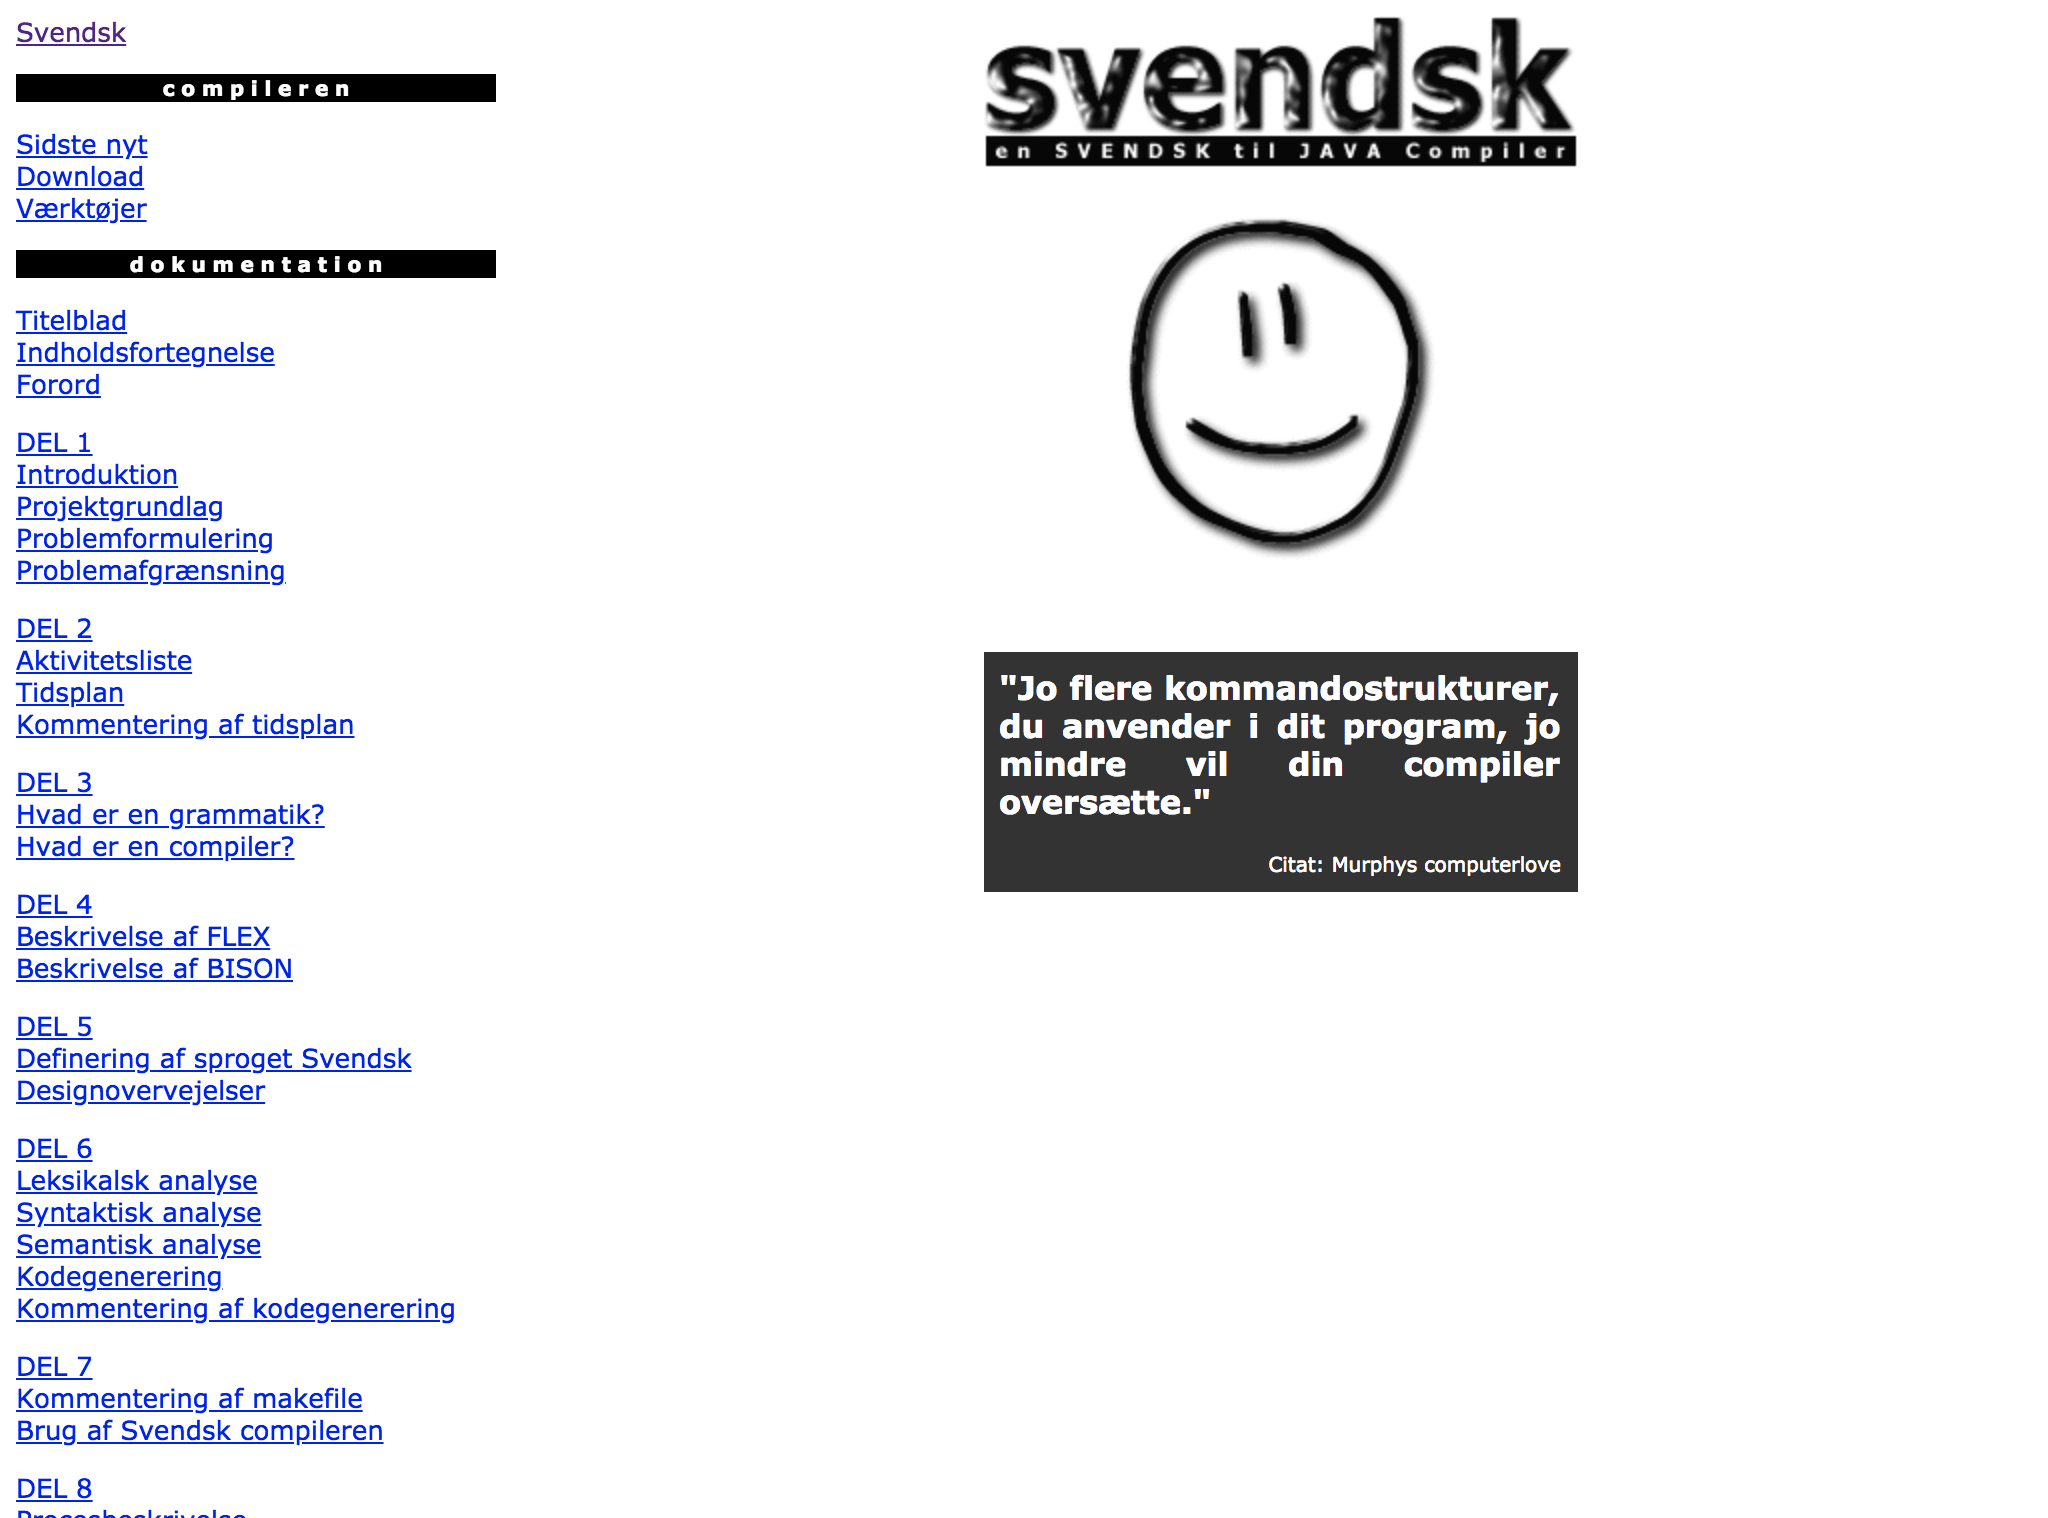 Svendsk
compileren
Sidste nyt
Download
Værktøjer
dokumentation
Titelblad
Indholdsfortegnelse
Forord
DEL 1
Introduktion
Projektgrundlag
Problemformulering
Problemafgrænsning
DEL 2
Aktivitetsliste
Tidsplan
Kommentering af tidsplan
DEL 3
Hvad er en grammatik?
Hvad er en compiler?
DEL 4
Beskrivelse af FLEX
Beskrivelse af BISON
DEL 5
Definering af sproget Svendsk
Designovervejelser
DEL 6
Leksikalsk analyse
Syntaktisk analyse
Semantisk analyse
Kodegenerering
Kommentering af kodegenerering
DEL 7
Kommentering af makefile
Brug af Svendsk compileren
DEL 8
Procesbeskrivelse
svendsk
en SVENDSK til JAVA Compiler
"Jo flere kommandostrukturer,
du anvender i dit program, jo
mindre vil din compiler
oversætte."
Citat: Murphys computerlove